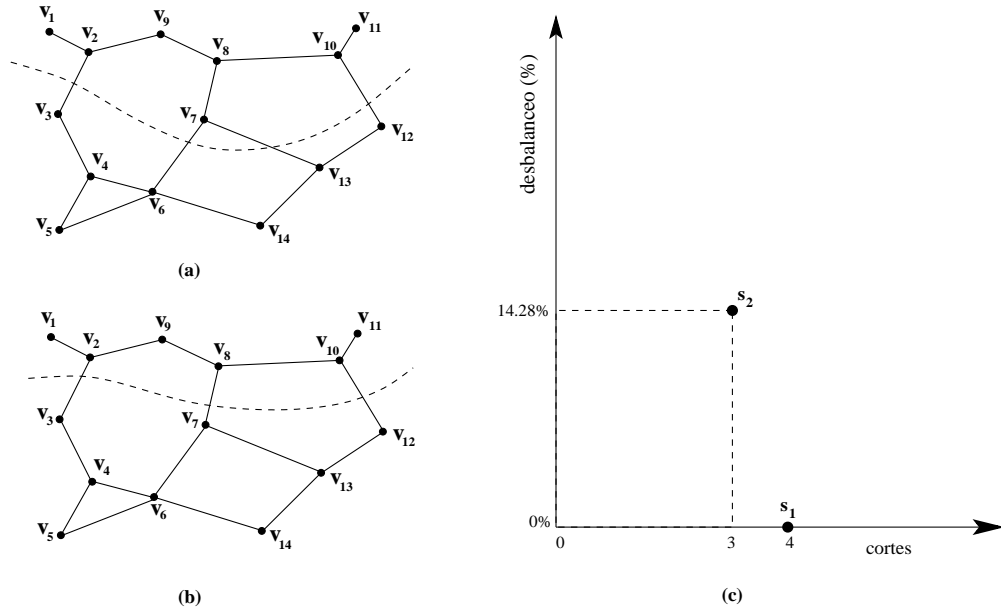 v1
v2
v9
v8
v10
v11
v3
v7
v12
v4
v13
v5
v6
v14
(a)
v1
v2
v9
v8
v10
v11
v3
v7
v12
v4
v13
v5
v6
v14
(b)
desbalanceo (%)
14.28%
s2
0%
s1
0
3
4
cortes
(c)